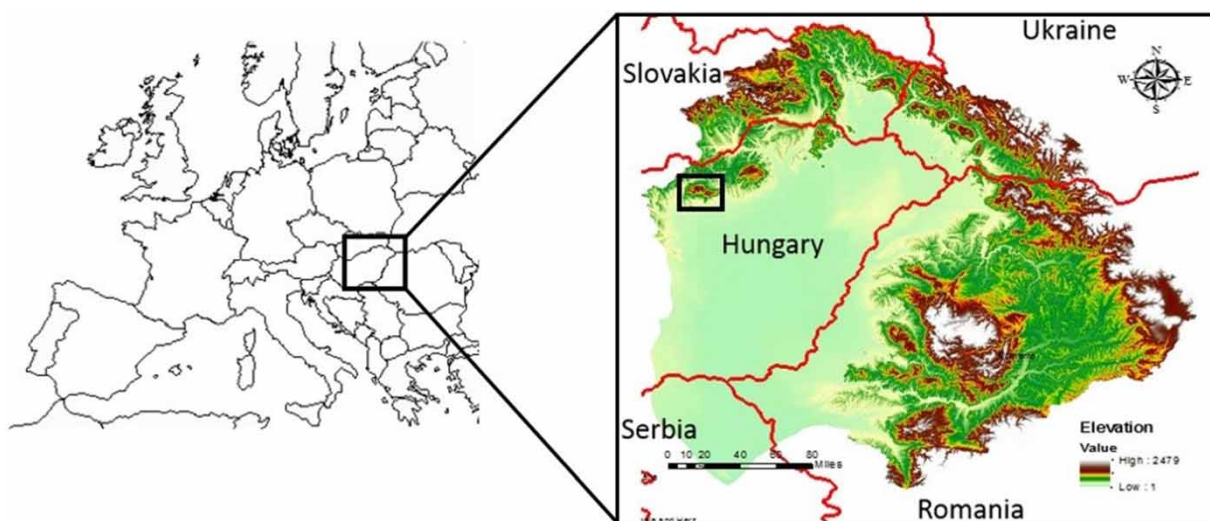 Ukraine
Slovakia
N
W E
S
Hungary
Serbia
0 10 20 40 60 80
Miles
Elevation
Value
High : 2479
Low : 1
Romania